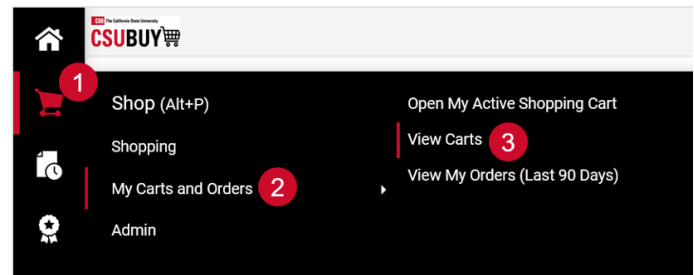 CSU The California State University
CSUBUY
1
Shop (Alt+P)
Shopping
My Carts and Orders 2
Admin
Open My Active Shopping Cart
View Carts 3
View My Orders (Last 90 Days)